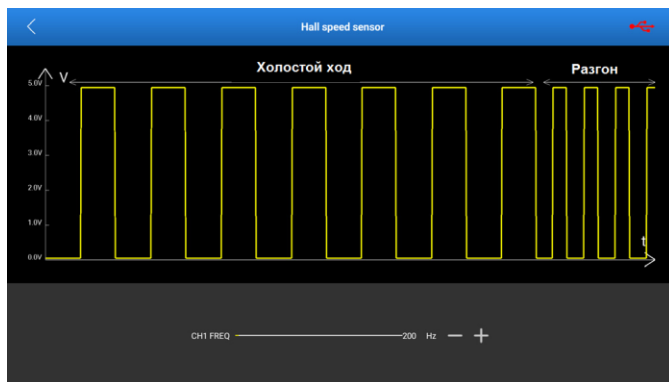 Hall speed sensor
Холостой ход
Разгон
V
5.0V
4.0V
3.0V
2.0V
1.0V
0.0V
t
CH1 FREQ 200 Hz